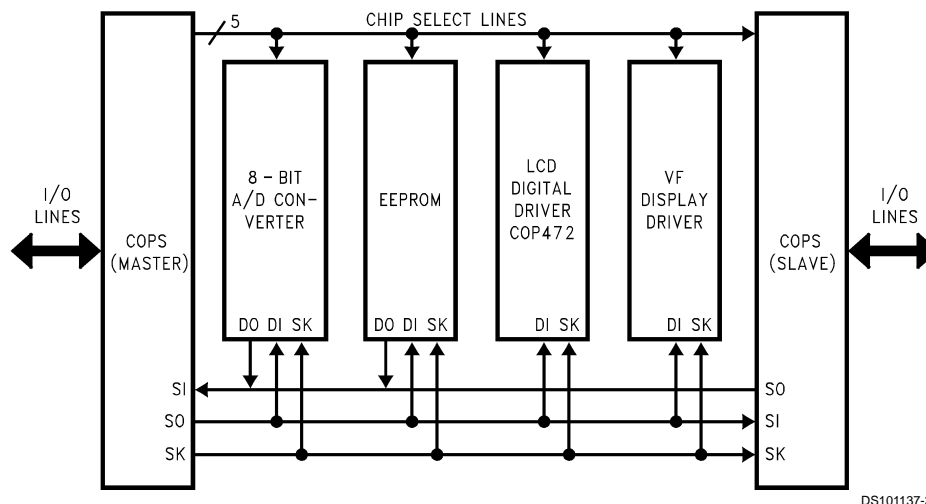 5
CHIP SELECT LINES
8 – BIT
A/D CON-
VERTER
EEPROM
LCD
DIGITAL
DRIVER
COP472
VF
DISPLAY
DRIVER
I/O
LINES
COPS
(MASTER)
COPS
(SLAVE)
I/O
LINES
DO DI SK
DO DI SK
DI SK
DI SK
SI
SO
SO
SI
SK
SK